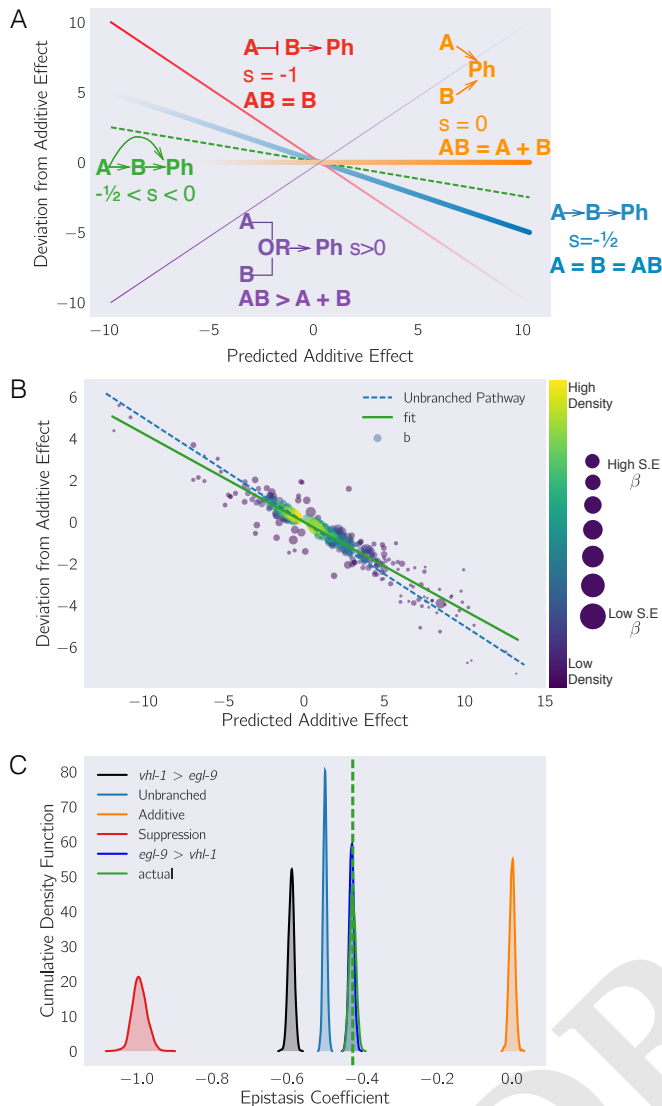 A
Deviation from Additive Effect
10
5
0
−5
−10
A ⊣ B → Ph
s = -1
AB = B
A
Ph
B
s = 0
AB = A + B
A → B → Ph
-½ < s < 0
A
OR → Ph s>0
B
AB > A + B
A → B → Ph
s=-½
A = B = AB
−10 −5 0 5 10
Predicted Additive Effect
B
Deviation from Additive Effect
6
4
2
0
−2
−4
−6
Unbranched Pathway
fit
b
−10 −5 0 5 10 15
Predicted Additive Effect
High
Density
Low
Density
High S.E
β
Low S.E
β
C
Cumulative Density Function
80
70
60
50
40
30
20
10
0
vhl-1 > egl-9
Unbranched
Additive
Suppression
egl-9 > vhl-1
actual
−1.0 −0.8 −0.6 −0.4 −0.2 0.0
Epistasis Coefficient